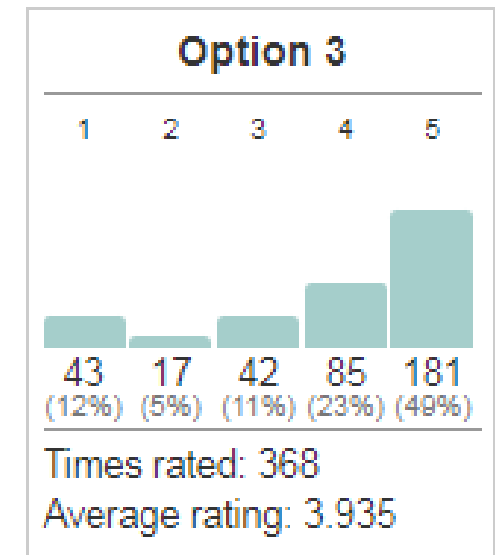 Option 3
1 2 3 4 5
43 17 42 85 181
(12%) (5%) (11%) (23%) (49%)
Times rated: 368
Average rating: 3.935